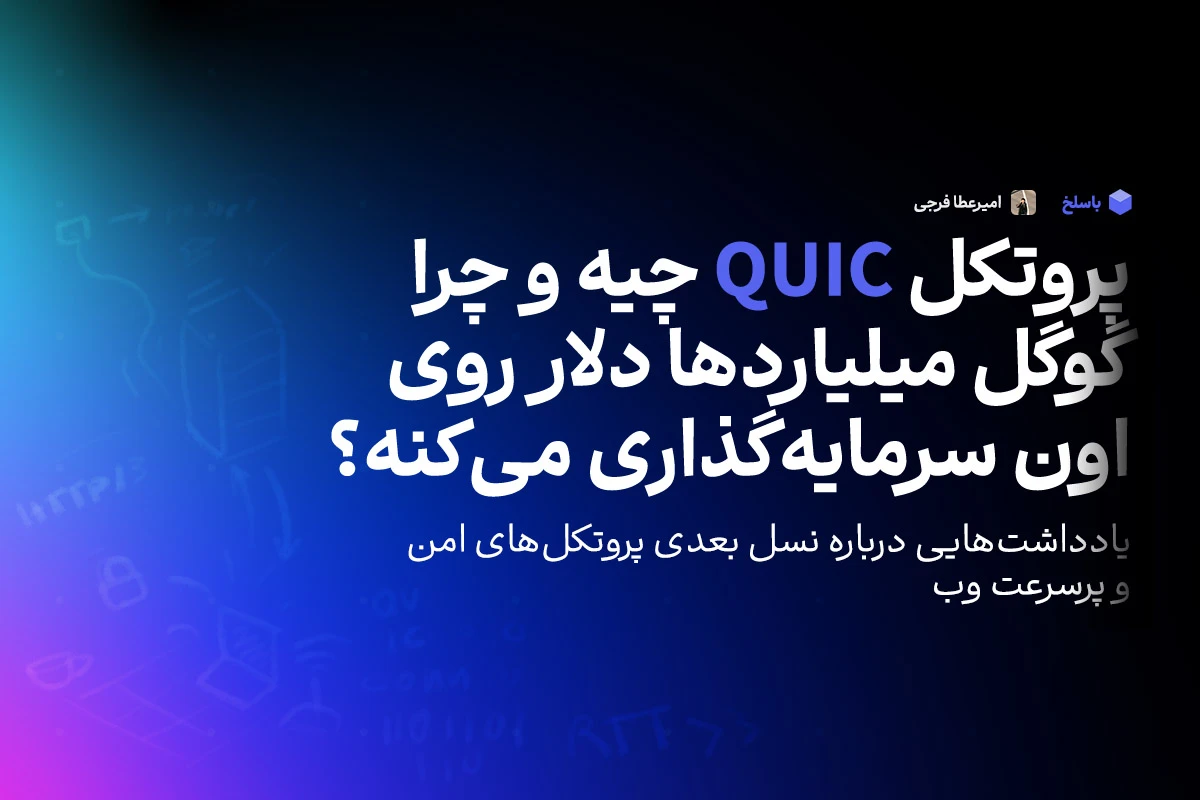 باسلخ امیرعطا فرجی
پروتکل QUIC چیه و چرا
گوگل میلیاردها دلار روی
اون سرمایه‌گذاری می‌کنه؟
یادداشت‌هایی درباره نسل بعدی پروتکل‌های امن
و پرسرعت وب